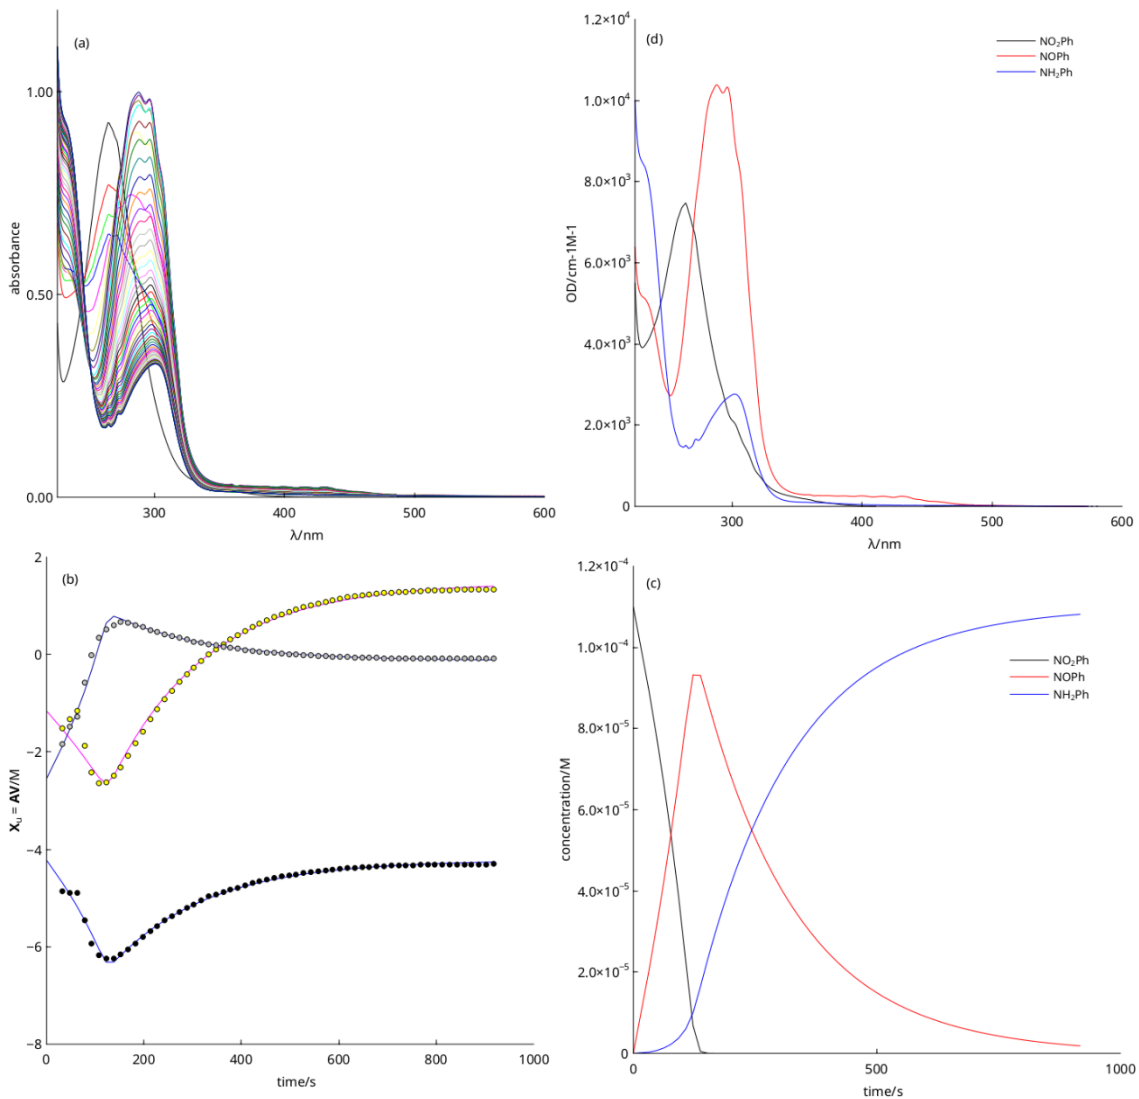 (a)
1.00
0.50
0.00
300
400
500
600
absorbance
λ/nm
(d)
NO₂Ph
NOPh
NH₂Ph
1.2×10⁴
1.0×10⁴
8.0×10³
6.0×10³
4.0×10³
2.0×10³
0
300
400
500
600
OD/cm-1M-1
λ/nm
(b)
2
0
−2
−4
−6
−8
0
200
400
600
800
1000
Xᵤ = AV/M
time/s
(c)
NO₂Ph
NOPh
NH₂Ph
1.2×10⁻⁴
1.0×10⁻⁴
8.0×10⁻⁵
6.0×10⁻⁵
4.0×10⁻⁵
2.0×10⁻⁵
0
0
500
1000
concentration/M
time/s